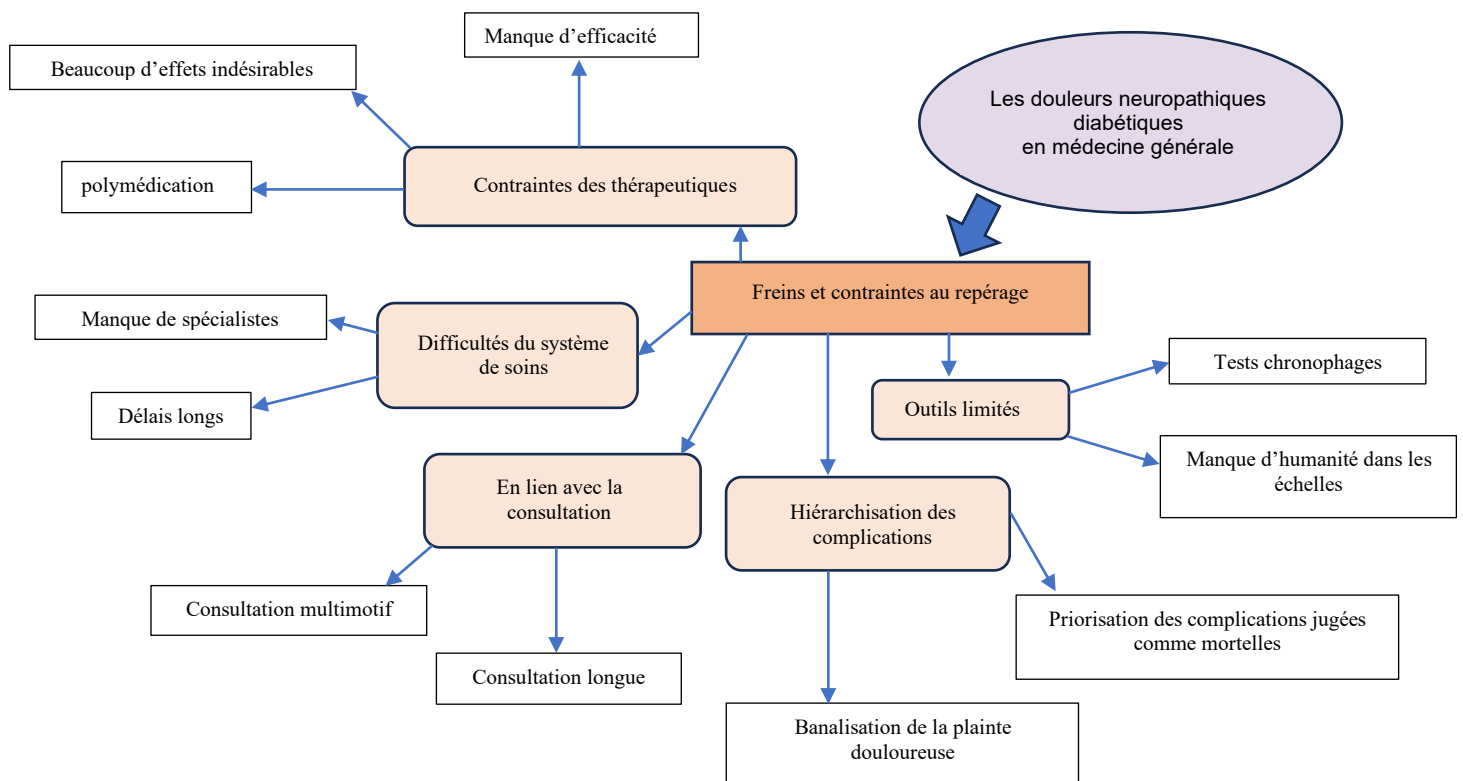 Manque d’efficacité
Beaucoup d’effets indésirables
Les douleurs neuropathiques
diabétiques
en médecine générale
polymédication
Contraintes des thérapeutiques
Freins et contraintes au repérage
Manque de spécialistes
Difficultés du système
de soins
Délais longs
Tests chronophages
Outils limités
Manque d’humanité dans les
échelles
En lien avec la
consultation
Hiérarchisation des
complications
Consultation multimotif
Consultation longue
Priorisation des complications jugées
comme mortelles
Banalisation de la plainte
douloureuse